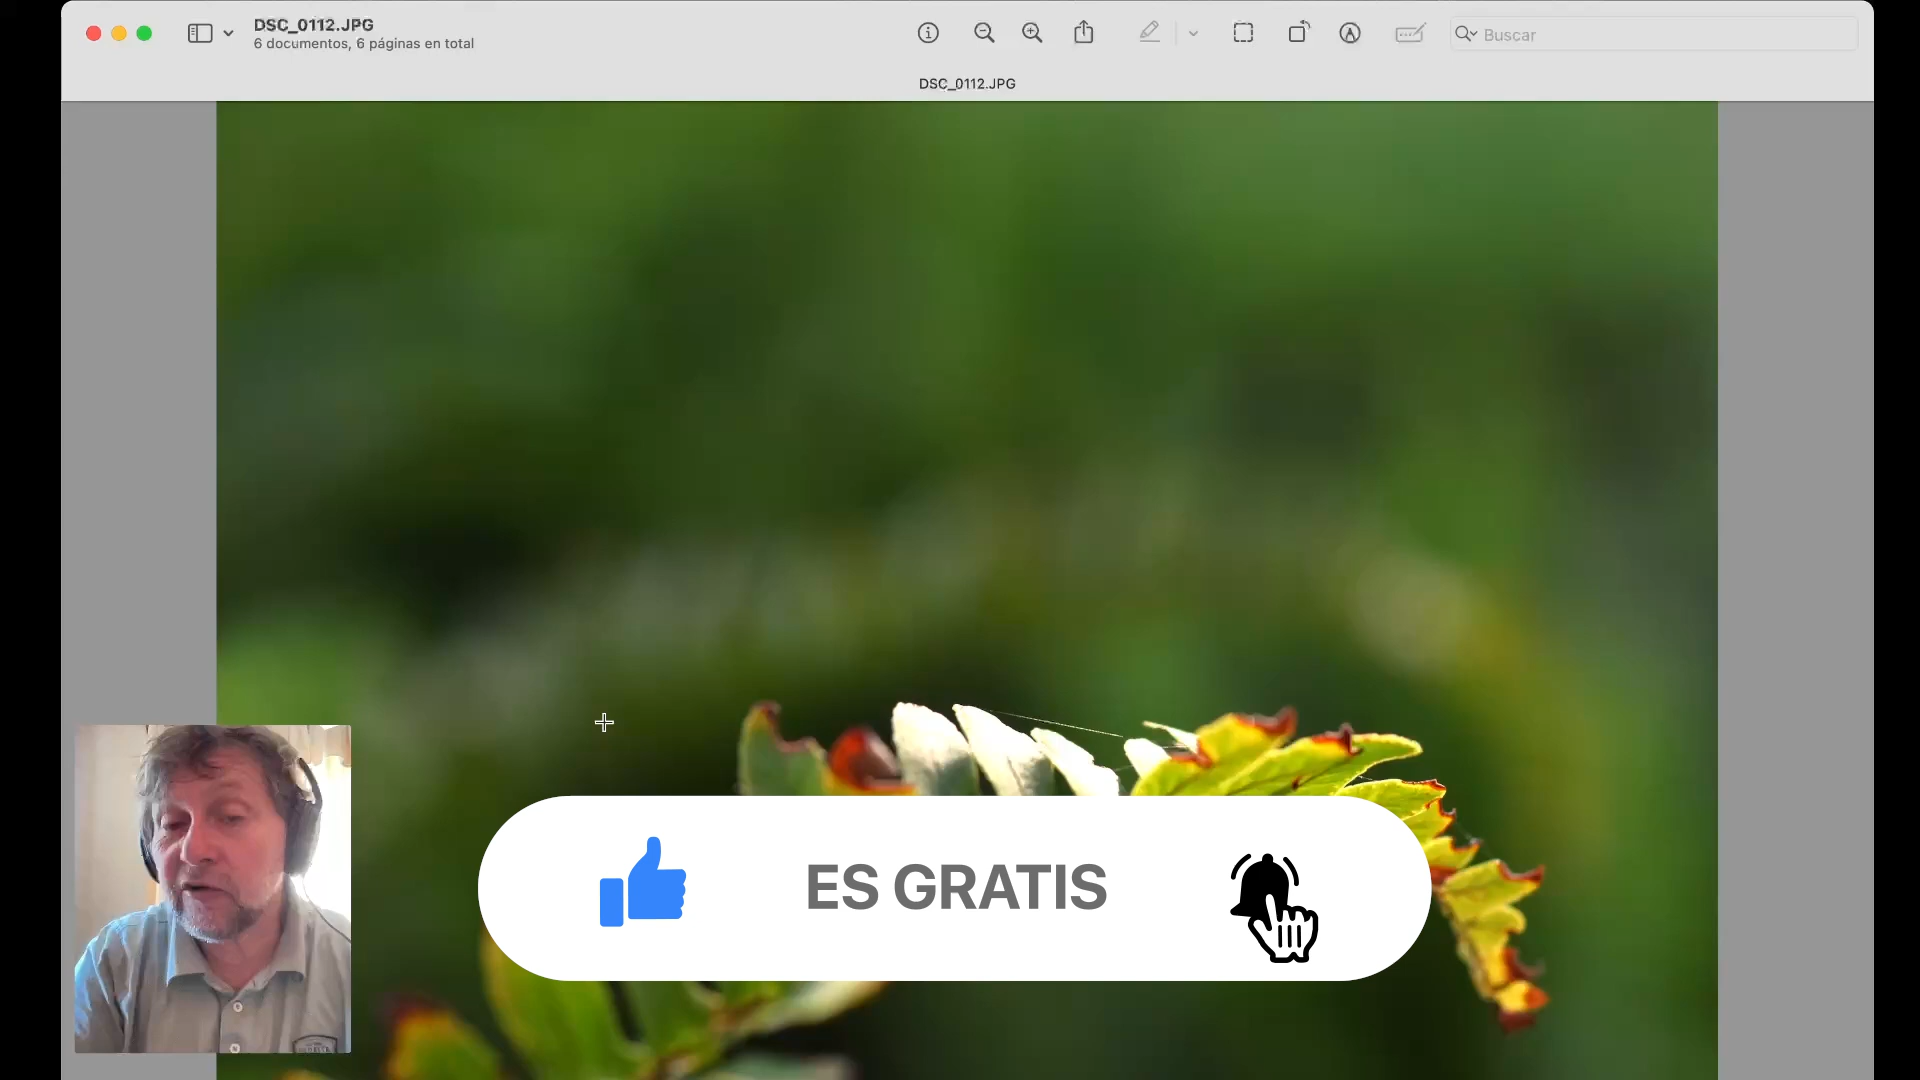 DSC_0112.JPG
6 documentos, 6 páginas en total
Buscar
DSC_0112.JPG
ES GRATIS